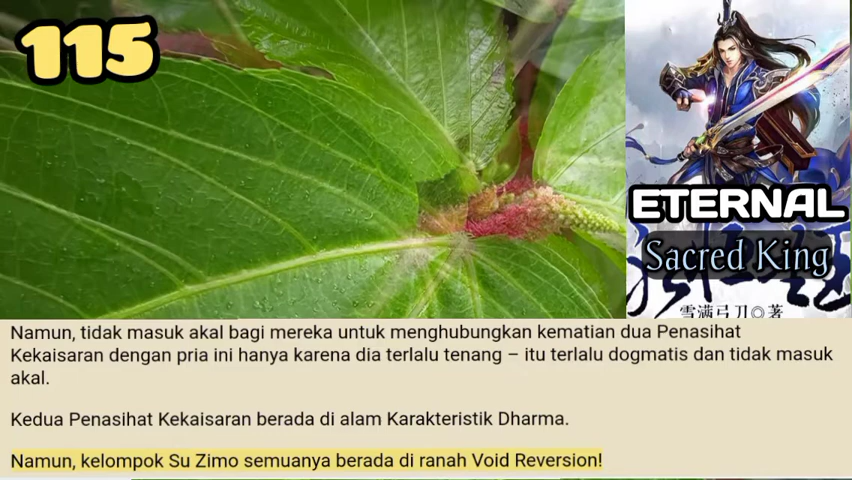 115
ETERNAL
Sacred King
雪满弓刀◎著
Namun, tidak masuk akal bagi mereka untuk menghubungkan kematian dua Penasihat
Kekaisaran dengan pria ini hanya karena dia terlalu tenang – itu terlalu dogmatis dan tidak masuk
akal.
Kedua Penasihat Kekaisaran berada di alam Karakteristik Dharma.
Namun, kelompok Su Zimo semuanya berada di ranah Void Reversion!